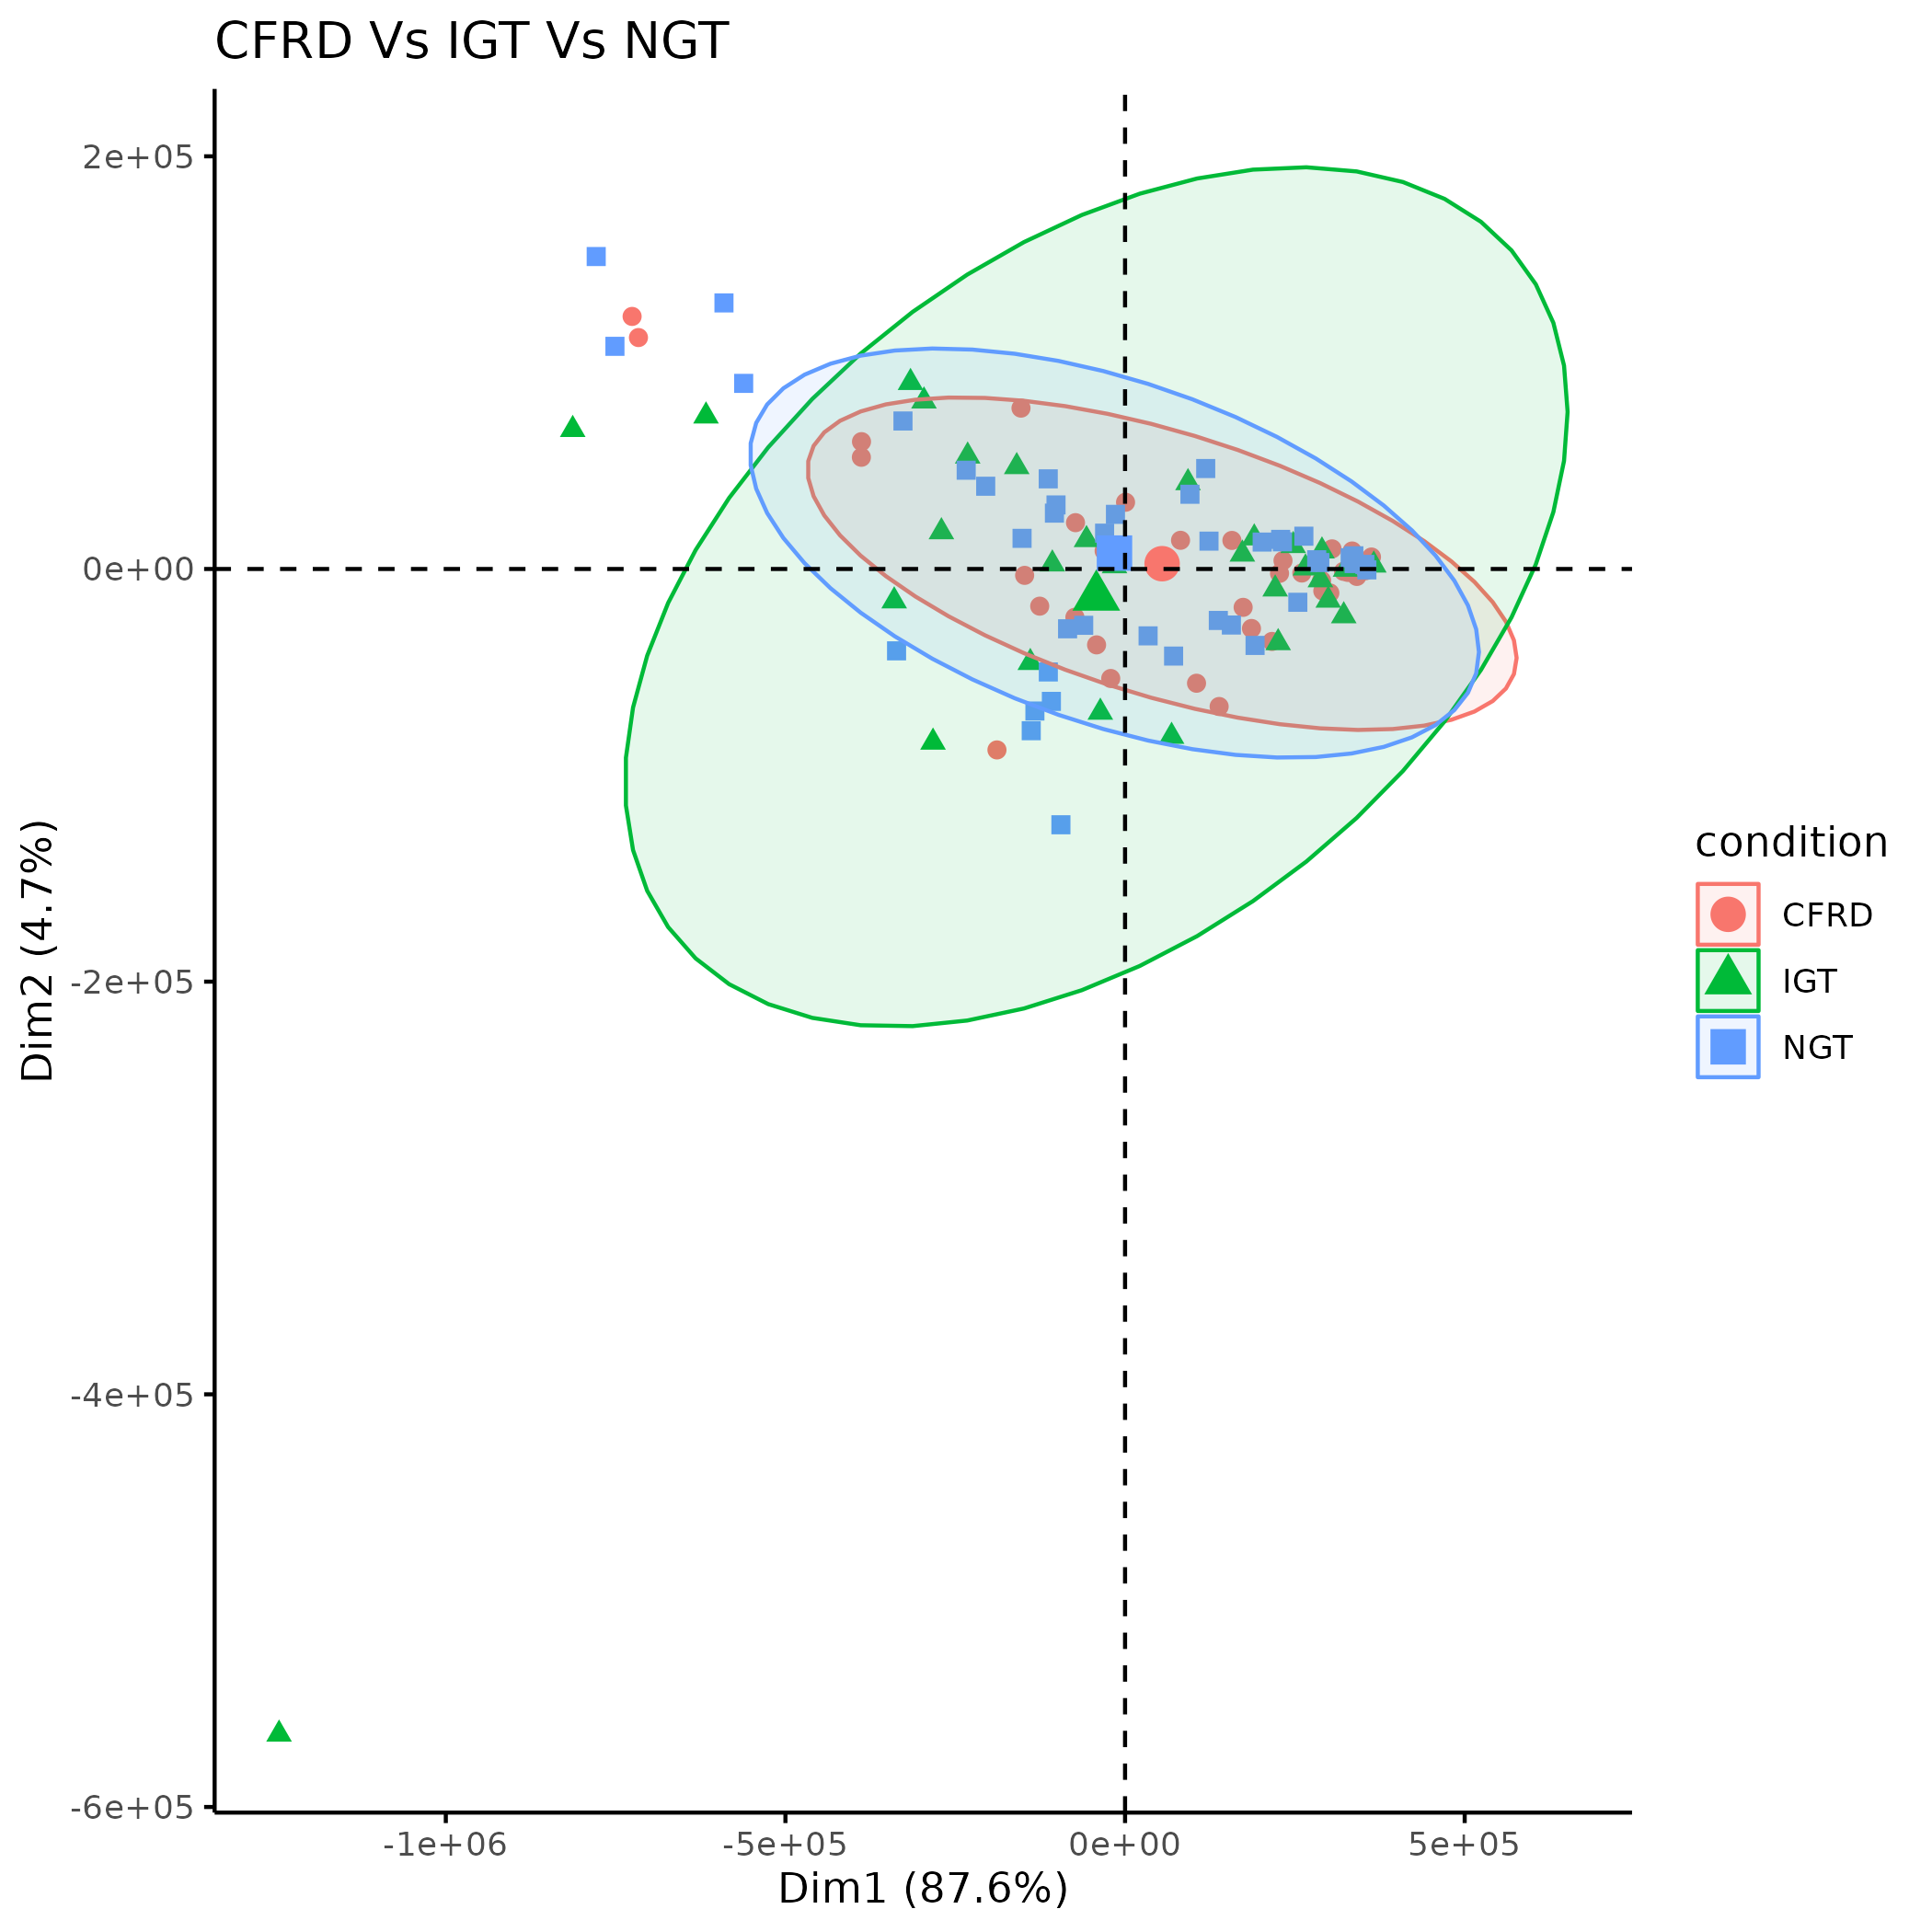 CFRD Vs IGT Vs NGT
2e+05
0e+00
-2e+05
-4e+05
-6e+05
Dim2 (4.7%)
-1e+06
-5e+05
0e+00
5e+05
Dim1 (87.6%)
condition
CFRD
IGT
NGT